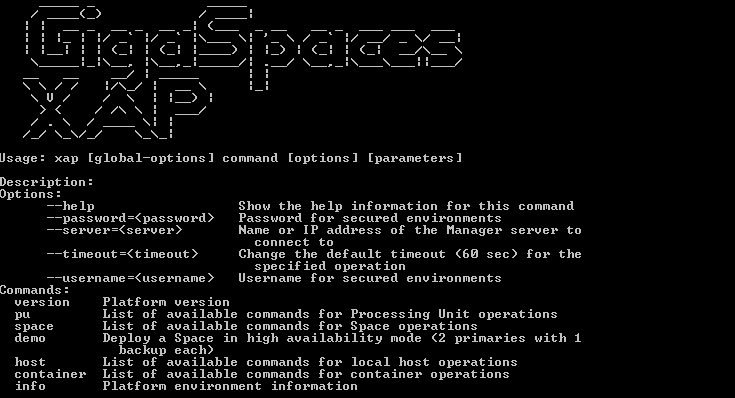 GigaSpaces
XAP
Usage: xap [global-options] command [options] [parameters]
Description:
Options:
--help Show the help information for this command
--password=<password> Password for secured environments
--server=<server> Name or IP address of the Manager server to
connect to
--timeout=<timeout> Change the default timeout (60 sec) for the
specified operation
--username=<username> Username for secured environments
Commands:
version Platform version
pu List of available commands for Processing Unit operations
space List of available commands for Space operations
demo Deploy a Space in high availability mode (2 primaries with 1
backup each)
host List of available commands for local host operations
container List of available commands for container operations
info Platform environment information